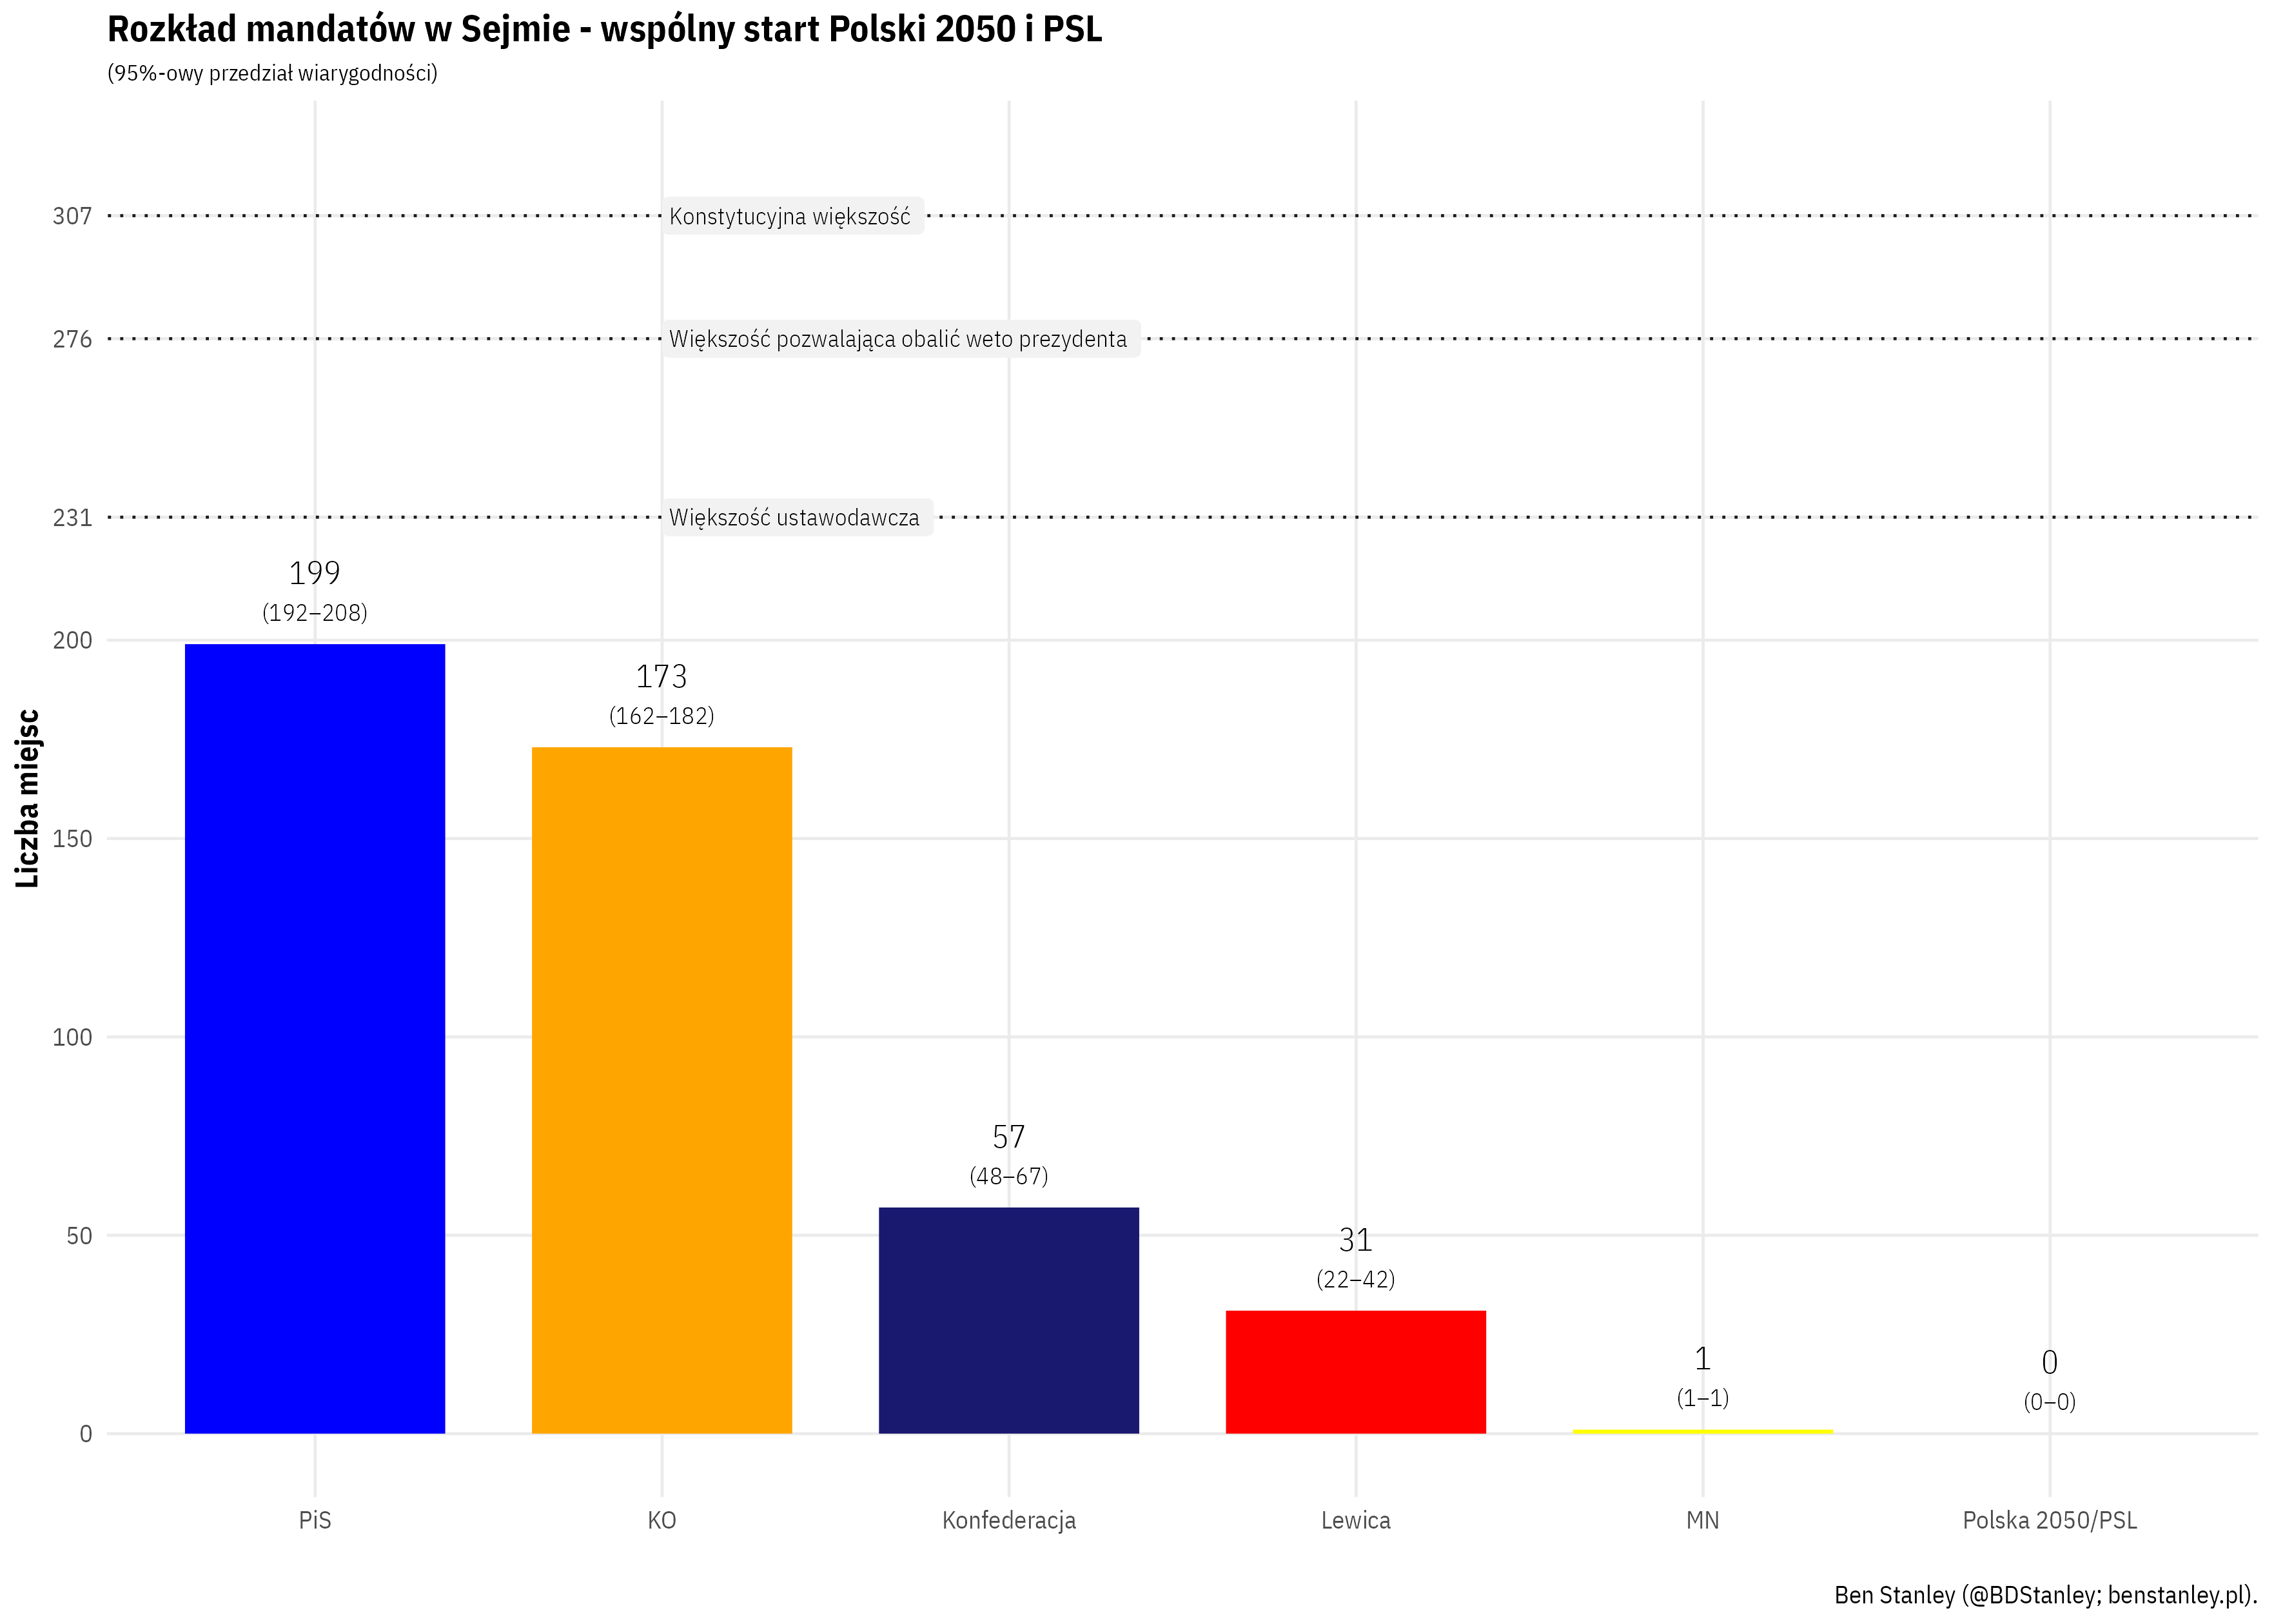 Rozkład mandatów w Sejmie - wspólny start Polski 2050 i PSL
(95%-owy przedział wiarygodności)
Liczba miejsc
307
Konstytucyjna większość
276
Większość pozwalająca obalić weto prezydenta
231
Większość ustawodawcza
200
150
100
50
0
199
(192–208)
173
(162–182)
57
(48–67)
31
(22–42)
1
(1–1)
0
(0–0)
PiS
KO
Konfederacja
Lewica
MN
Polska 2050/PSL
Ben Stanley (@BDStanley; benstanley.pl).